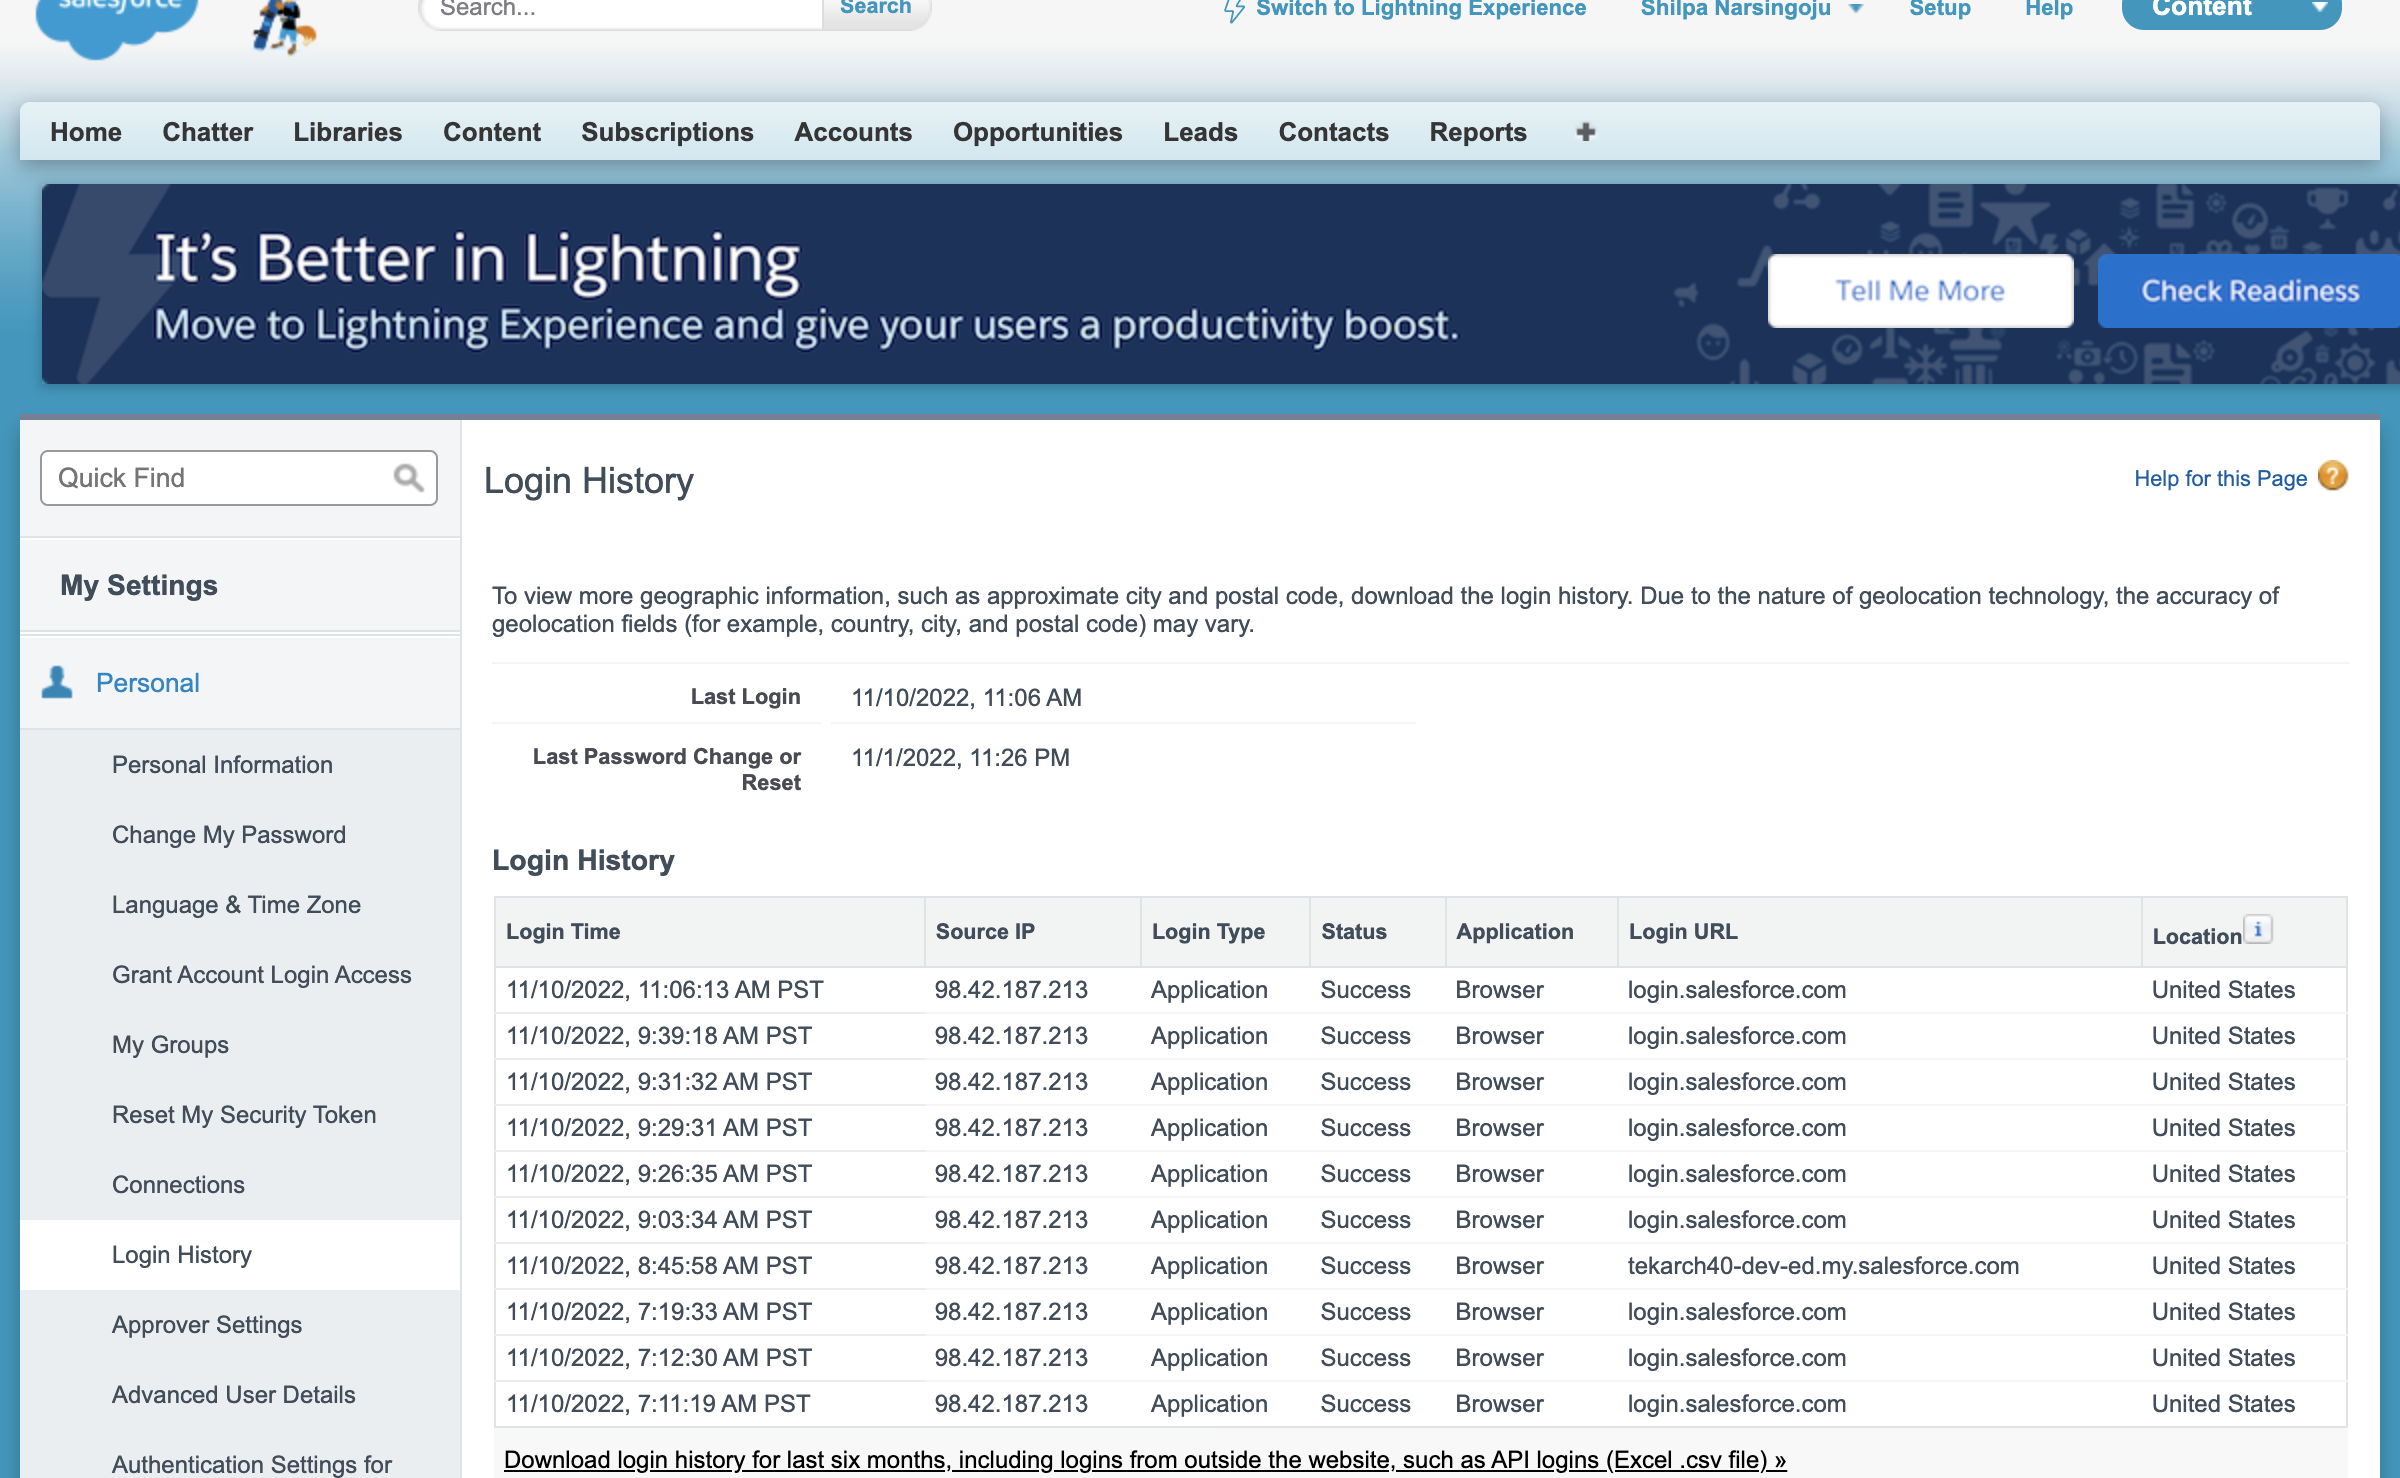 salesforce
Search...
Search
Switch to Lightning Experience
Shilpa Narsingoju
Setup
Help
Content
Home Chatter Libraries Content Subscriptions Accounts Opportunities Leads Contacts Reports +
It's Better in Lightning
Move to Lightning Experience and give your users a productivity boost.
Tell Me More
Check Readiness
Quick Find
My Settings
Personal
Personal Information
Change My Password
Language & Time Zone
Grant Account Login Access
My Groups
Reset My Security Token
Connections
Login History
Approver Settings
Advanced User Details
Authentication Settings for
Login History
Help for this Page ?
To view more geographic information, such as approximate city and postal code, download the login history. Due to the nature of geolocation technology, the accuracy of
geolocation fields (for example, country, city, and postal code) may vary.
Last Login 11/10/2022, 11:06 AM
Last Password Change or 11/1/2022, 11:26 PM
Reset
Login History
Login Time Source IP Login Type Status Application Login URL Location i
11/10/2022, 11:06:13 AM PST 98.42.187.213 Application Success Browser login.salesforce.com United States
11/10/2022, 9:39:18 AM PST 98.42.187.213 Application Success Browser login.salesforce.com United States
11/10/2022, 9:31:32 AM PST 98.42.187.213 Application Success Browser login.salesforce.com United States
11/10/2022, 9:29:31 AM PST 98.42.187.213 Application Success Browser login.salesforce.com United States
11/10/2022, 9:26:35 AM PST 98.42.187.213 Application Success Browser login.salesforce.com United States
11/10/2022, 9:03:34 AM PST 98.42.187.213 Application Success Browser login.salesforce.com United States
11/10/2022, 8:45:58 AM PST 98.42.187.213 Application Success Browser tekarch40-dev-ed.my.salesforce.com United States
11/10/2022, 7:19:33 AM PST 98.42.187.213 Application Success Browser login.salesforce.com United States
11/10/2022, 7:12:30 AM PST 98.42.187.213 Application Success Browser login.salesforce.com United States
11/10/2022, 7:11:19 AM PST 98.42.187.213 Application Success Browser login.salesforce.com United States
Download login history for last six months, including logins from outside the website, such as API logins (Excel .csv file) »